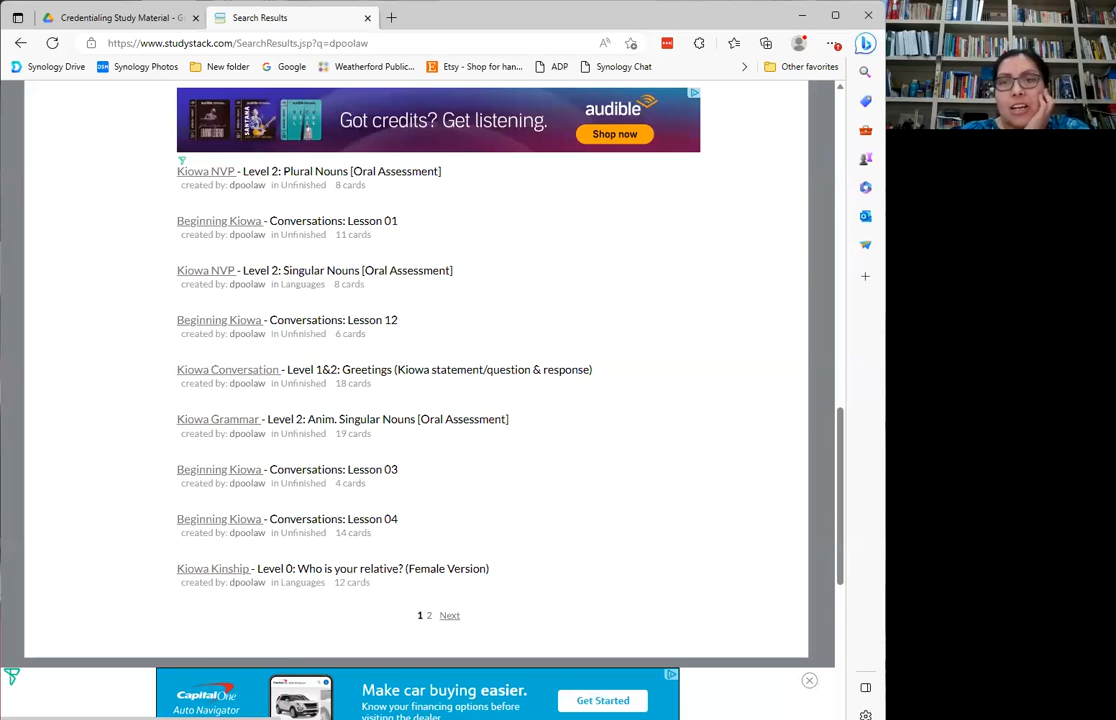 Credentialing Study Material - G
Search Results
https://www.studystack.com/SearchResults.jsp?q=dpoolaw
Synology Drive
Synology Photos
New folder
Google
Weatherford Public...
Etsy - Shop for han...
ADP
Synology Chat
Other favorites
Got credits? Get listening.
audible
Shop now
Kiowa NVP - Level 2: Plural Nouns [Oral Assessment]
created by: dpoolaw in Unfinished 8 cards
Beginning Kiowa - Conversations: Lesson 01
created by: dpoolaw in Unfinished 11 cards
Kiowa NVP - Level 2: Singular Nouns [Oral Assessment]
created by: dpoolaw in Languages 8 cards
Beginning Kiowa - Conversations: Lesson 12
created by: dpoolaw in Unfinished 6 cards
Kiowa Conversation - Level 1&2: Greetings (Kiowa statement/question & response)
created by: dpoolaw in Unfinished 18 cards
Kiowa Grammar - Level 2: Anim. Singular Nouns [Oral Assessment]
created by: dpoolaw in Unfinished 19 cards
Beginning Kiowa - Conversations: Lesson 03
created by: dpoolaw in Unfinished 4 cards
Beginning Kiowa - Conversations: Lesson 04
created by: dpoolaw in Unfinished 14 cards
Kiowa Kinship - Level 0: Who is your relative? (Female Version)
created by: dpoolaw in Languages 12 cards
1 2 Next
Capital One
Auto Navigator
Make car buying easier.
Know your financing options before
visiting the dealer.
Get Started